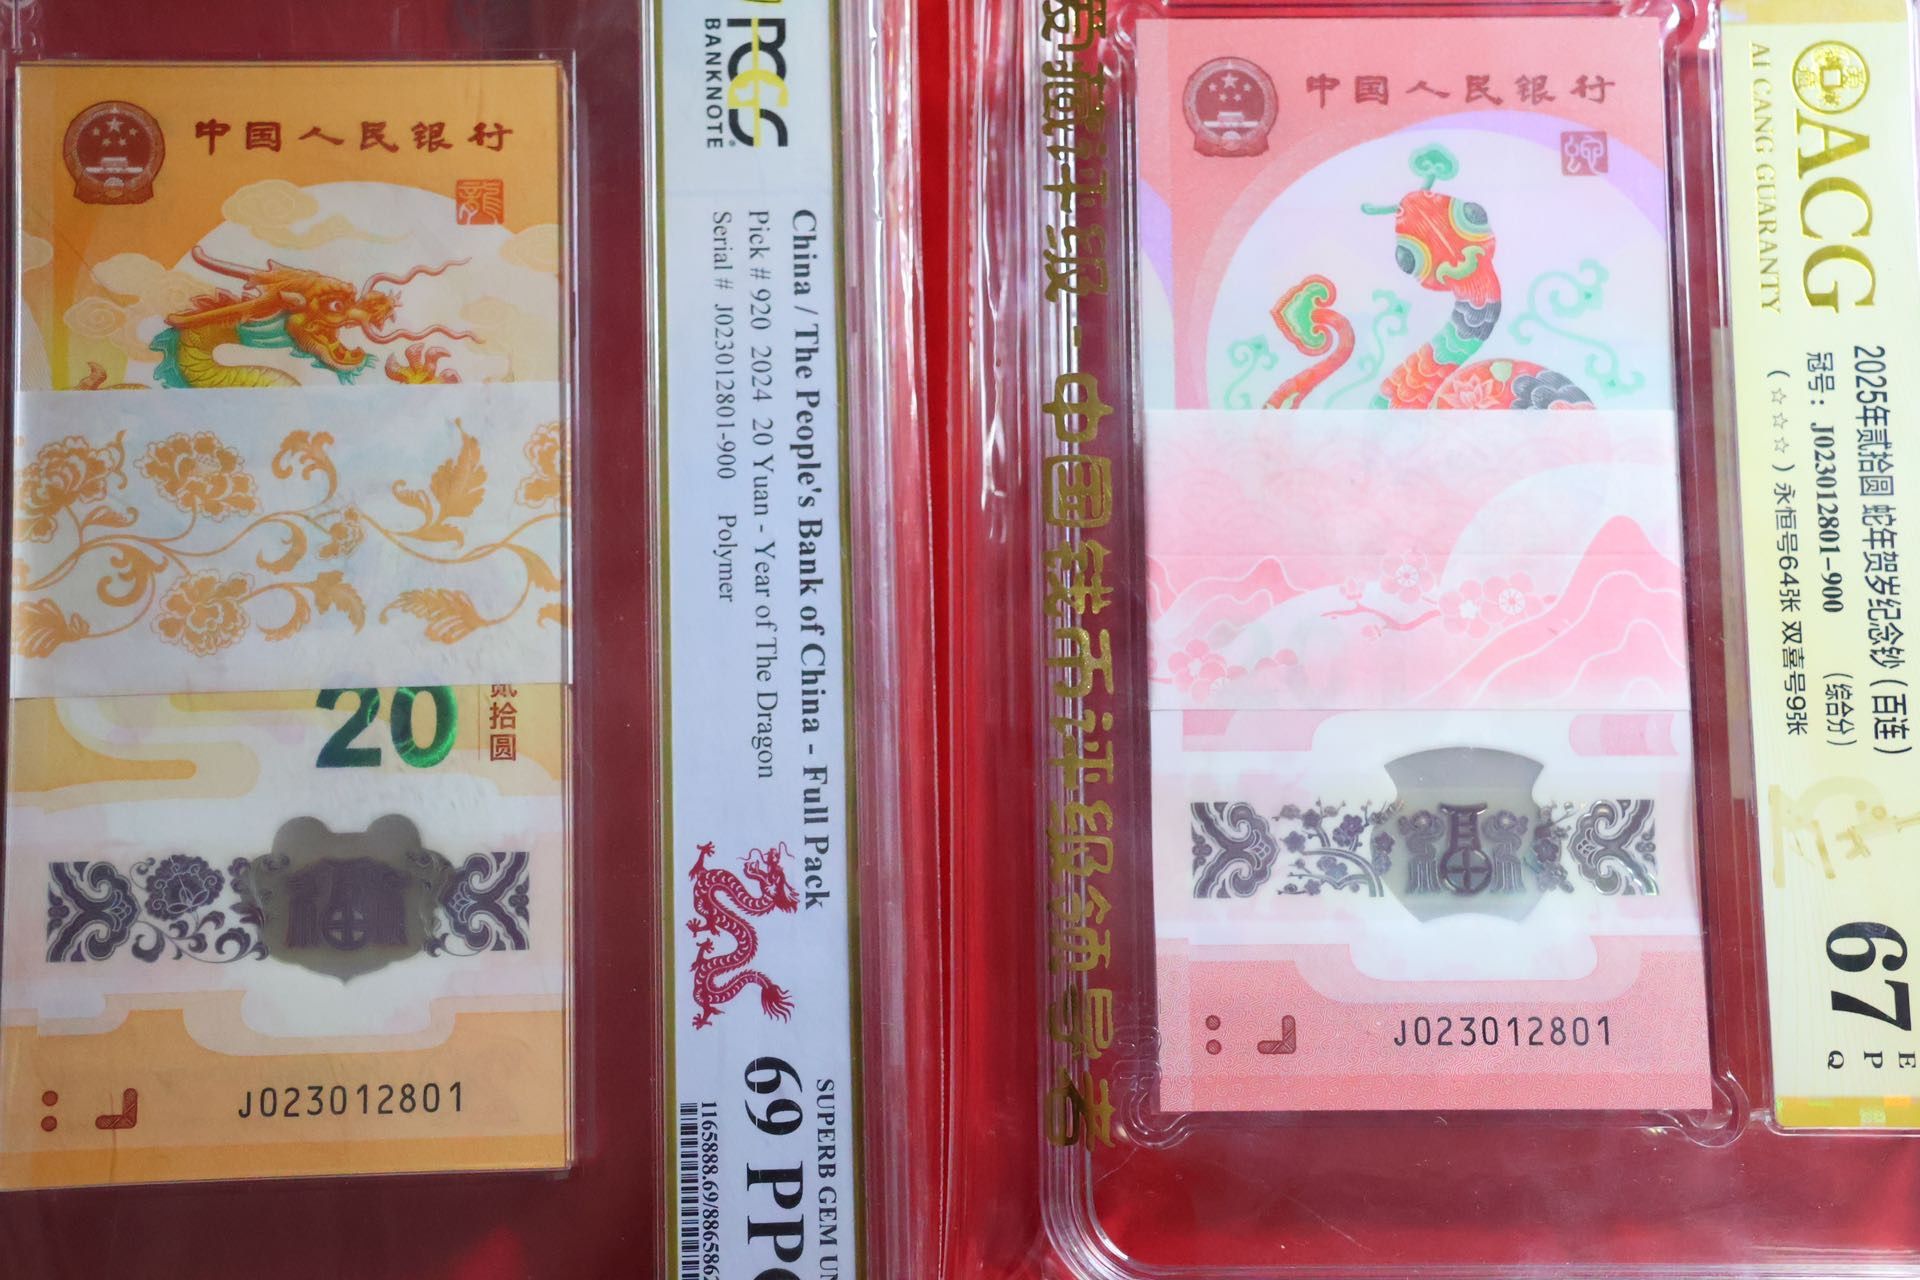 中国人民银行
龍
20
贰拾圆
J023012801
PCGS
BANKNOTE
China / The People's Bank of China - Full Pack
Pick # 920 2024 20 Yuan - Year of The Dragon
Serial # J023012801-900 Polymer
SUPERB GEM UN
69 PPQ
1165888.69/8865862
爱藏评级-中国钱币评级领导者
中国人民银行
J023012801
ACG
AI CANG GUARANTY
2025年贰拾圆 蛇年贺岁纪念钞 (百连)
冠号: J023012801-900 (综合分)
(☆☆☆) 永恒号64张 双喜号9张
67
E
P
Q